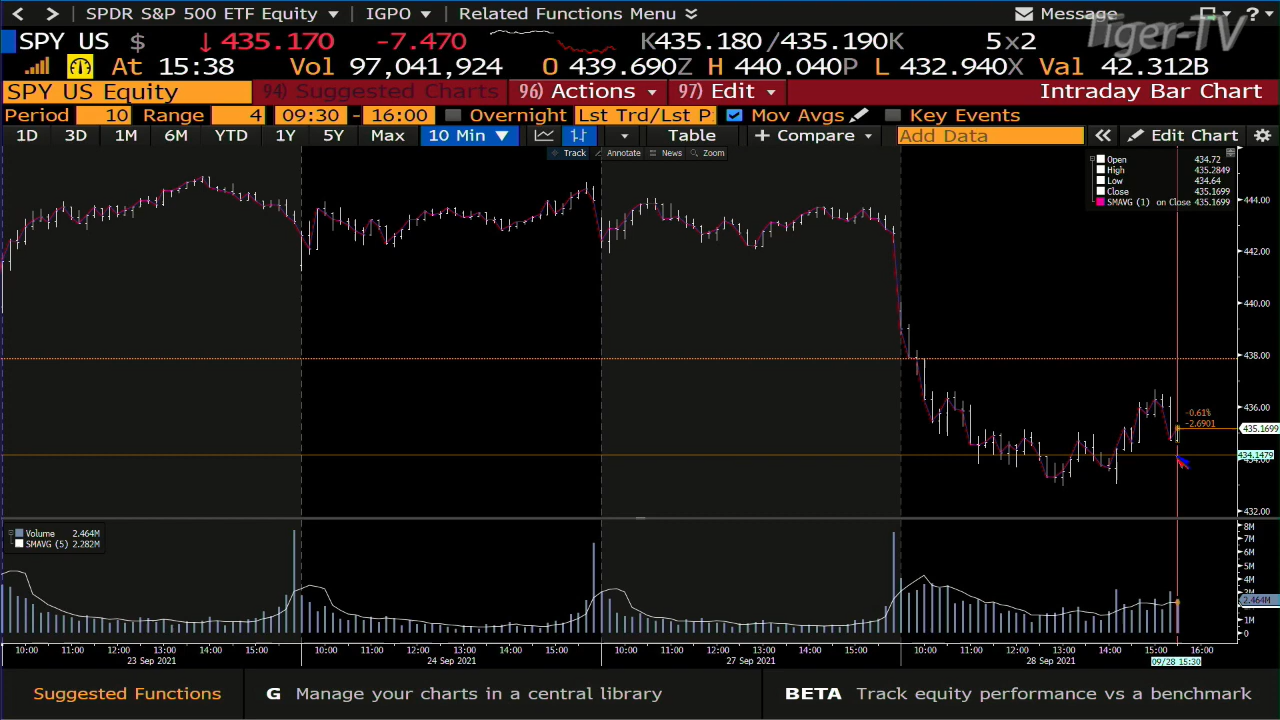 SPDR S&P 500 ETF Equity IGPO Related Functions Menu Message ?
Tiger-TV
SPY US $ ↓ 435.170 -7.470 K435.180/435.190K 5x2
At 15:38 Vol 97,041,924 O 439.690Z H 440.040P L 432.940X Val 42.312B
SPY US Equity 94) Suggested Charts 96) Actions 97) Edit Intraday Bar Chart
Period 10 Range 4 09:30 - 16:00 Overnight Lst Trd/Lst P Mov Avgs Key Events
1D 3D 1M 6M YTD 1Y 5Y Max 10 Min Table + Compare Add Data Edit Chart
Track Annotate News Zoom
Open 434.72
High 435.2849
Low 434.64
Close 435.1699
SMAVG (1) on Close 435.1699
444.00
442.00
440.00
438.00
436.00
-0.61%
-2.6901
435.1699
434.1479
432.00
Volume 2.464M
SMAVG (5) 2.282M
8M
7M
6M
5M
4M
3M
2.464M
1M
0
10:00 11:00 12:00 13:00 14:00 15:00 10:00 11:00 12:00 13:00 14:00 15:00 10:00 11:00 12:00 13:00 14:00 15:00 10:00 11:00 12:00 13:00 14:00 15:00 16:00
23 Sep 2021 24 Sep 2021 27 Sep 2021 28 Sep 2021 09/28 15:30
Suggested Functions G Manage your charts in a central library BETA Track equity performance vs a benchmark